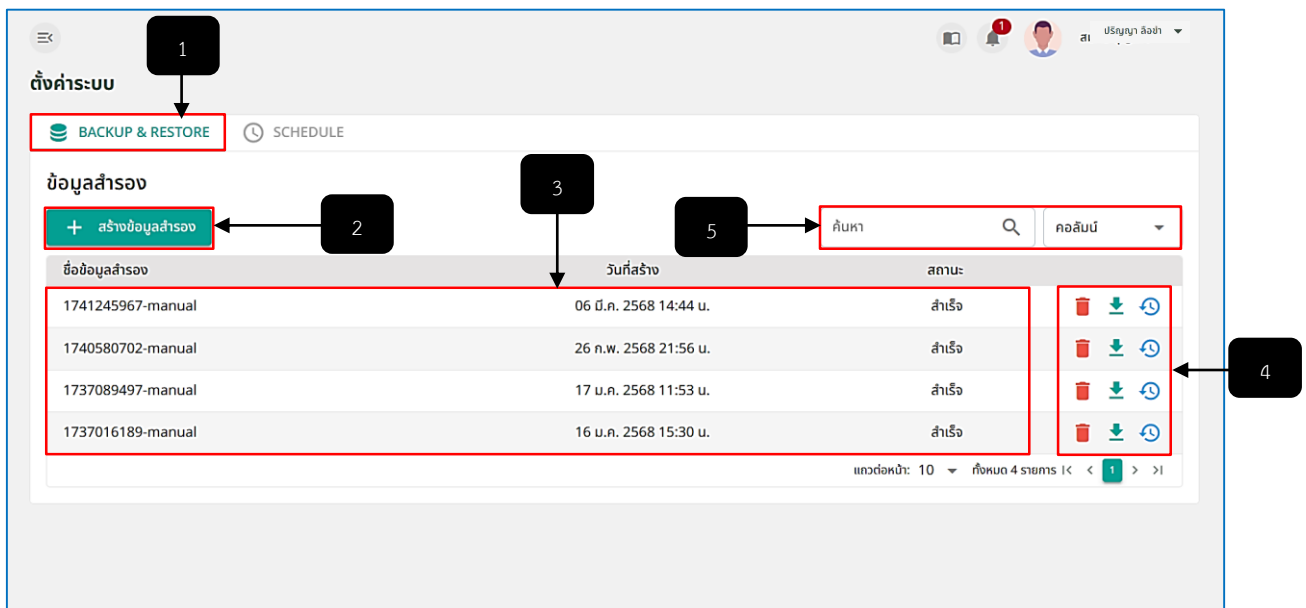 1
ปริญญา ลือขำ
1
ตั้งค่าระบบ
BACKUP & RESTORE SCHEDULE
ข้อมูลสำรอง
3
+ สร้างข้อมูลสำรอง 2 5 ค้นหา คอลัมน์
ชื่อข้อมูลสำรอง วันที่สร้าง สถานะ
1741245967-manual 06 มี.ค. 2568 14:44 น. สำเร็จ
1740580702-manual 26 ก.พ. 2568 21:56 น. สำเร็จ
4
1737089497-manual 17 ม.ค. 2568 11:53 น. สำเร็จ
1737016189-manual 16 ม.ค. 2568 15:30 น. สำเร็จ
แถวต่อหน้า: 10 ทั้งหมด 4 รายการ |< < 1 > >|